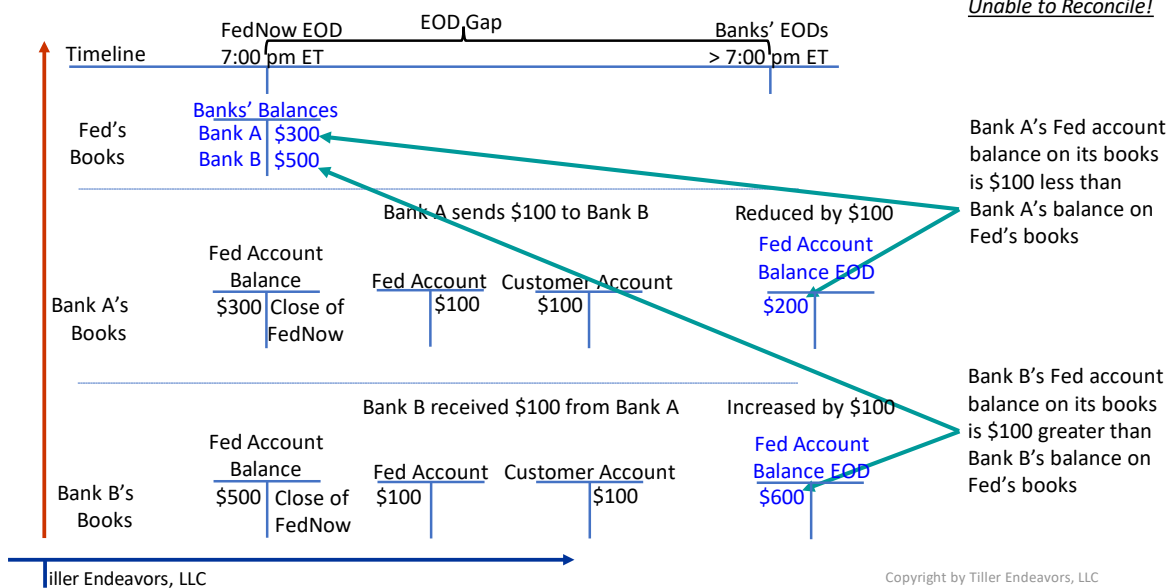 Unable to Reconcile!
FedNow EOD EOD Gap Banks' EODs
Timeline 7:00 pm ET > 7:00 pm ET
Banks' Balances
Fed's Books
Bank A $300
Bank B $500
Bank A's Fed account
balance on its books
is $100 less than
Bank A's balance on
Fed's books
Bank A sends $100 to Bank B Reduced by $100
Bank A's
Books
Fed Account
Balance
$300 Close of
FedNow
Fed Account
$100
Customer Account
$100
Fed Account
Balance EOD
$200
Bank B received $100 from Bank A Increased by $100
Bank B's
Books
Fed Account
Balance
$500 Close of
FedNow
Fed Account
$100
Customer Account
$100
Fed Account
Balance EOD
$600
Bank B's Fed account
balance on its books
is $100 greater than
Bank B's balance on
Fed's books
iller Endeavors, LLC
Copyright by Tiller Endeavors, LLC